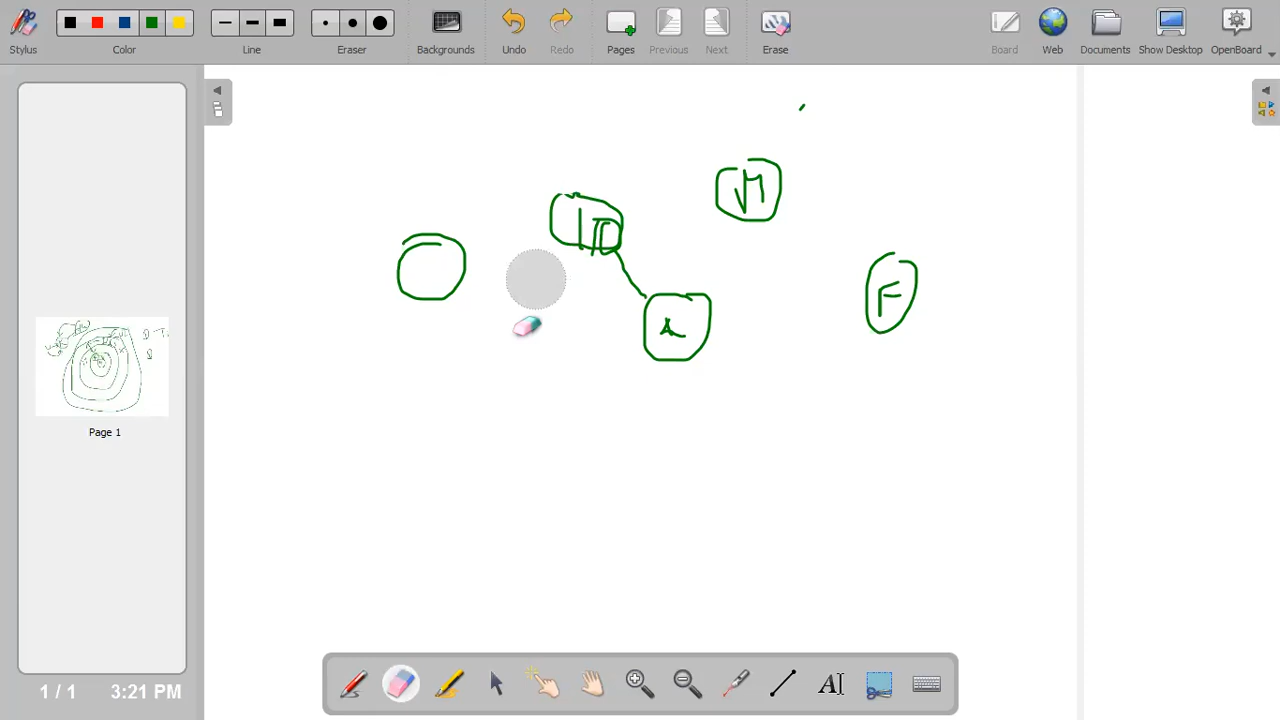 Stylus
Color
Line
Eraser
Backgrounds
Undo
Redo
Pages
Previous
Next
Erase
Board
Web
Documents
Show Desktop
OpenBoard
F
Page 1
1 / 1
3:21 PM